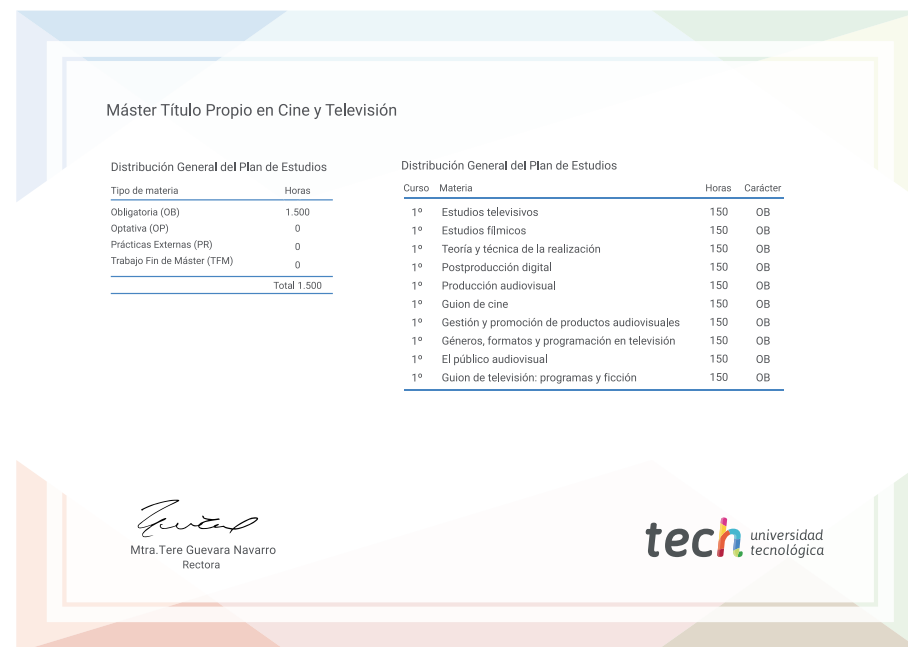 Máster Título Propio en Cine y Televisión
Distribución General del Plan de Estudios
Tipo de materia Horas
Obligatoria (OB) 1.500
Optativa (OP) 0
Prácticas Externas (PR) 0
Trabajo Fin de Máster (TFM) 0
Total 1.500
Distribución General del Plan de Estudios
Curso Materia Horas Carácter
1º Estudios televisivos 150 OB
1º Estudios fílmicos 150 OB
1º Teoría y técnica de la realización 150 OB
1º Postproducción digital 150 OB
1º Producción audiovisual 150 OB
1º Guion de cine 150 OB
1º Gestión y promoción de productos audiovisuales 150 OB
1º Géneros, formatos y programación en televisión 150 OB
1º El público audiovisual 150 OB
1º Guion de televisión: programas y ficción 150 OB
Mtra.Tere Guevara Navarro
Rectora
tech universidad
tecnológica